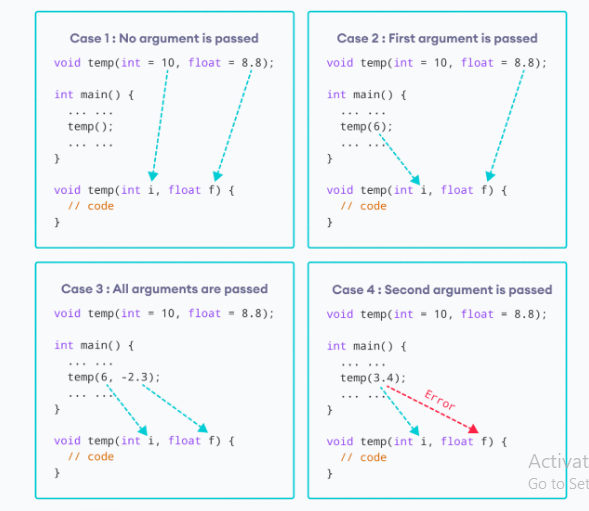 Case 1 : No argument is passed
void temp(int = 10, float = 8.8);
int main() {
... ...
temp();
... ...
}
void temp(int i, float f) {
// code
}
Case 2 : First argument is passed
void temp(int = 10, float = 8.8);
int main() {
... ...
temp(6);
... ...
}
void temp(int i, float f) {
// code
}
Case 3 : All arguments are passed
void temp(int = 10, float = 8.8);
int main() {
... ...
temp(6, -2.3);
... ...
}
void temp(int i, float f) {
// code
}
Case 4 : Second argument is passed
void temp(int = 10, float = 8.8);
int main() {
... ...
temp(3.4);
... ...
Error
}
void temp(int i, float f) {
// code
}
Activat
Go to Set